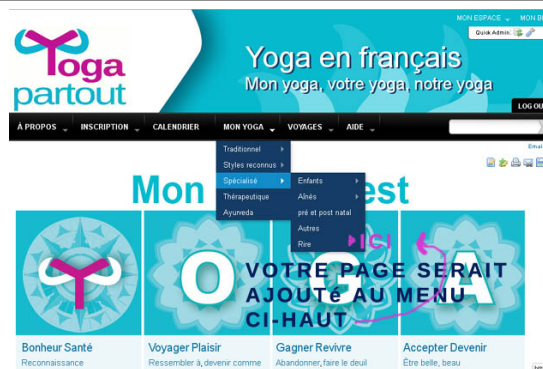 MON ESPACE
Quick Admin:
Yoga
partout
Yoga en français
Mon yoga, votre yoga, notre yoga
LOG OU
À PROPOS
INSCRIPTION
CALENDRIER
MON YOGA
VOYAGES
AIDE
Email
Traditionnel
Styles reconnus
Spécialisé
Thérapeutique
Ayurveda
Enfants
Aînés
pré et post natal
Autres
Rire
Mon
est
ICI
Y O G A
VOTRE PAGE SERAIT
AJOUTé AU MENU
CI-HAUT
Bonheur Santé
Reconnaissance
Voyager Plaisir
Ressembler à, devenir comme
Gagner Revivre
Abandonner, faire le deuil
Accepter Devenir
Être belle, beau